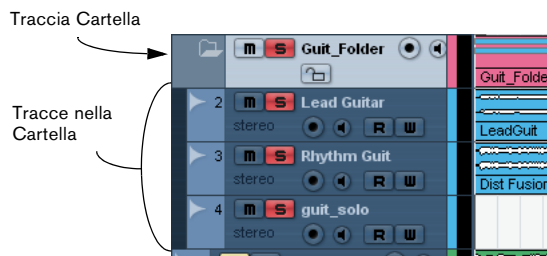 Traccia Cartella
m S Guit_Folder
Guit_Folde
Tracce nella
Cartella
2 m S Lead Guitar
stereo R W
LeadGuit
3 m S Rhythm Guit
stereo R W
Dist Fusion
4 m S guit_solo
stereo R W